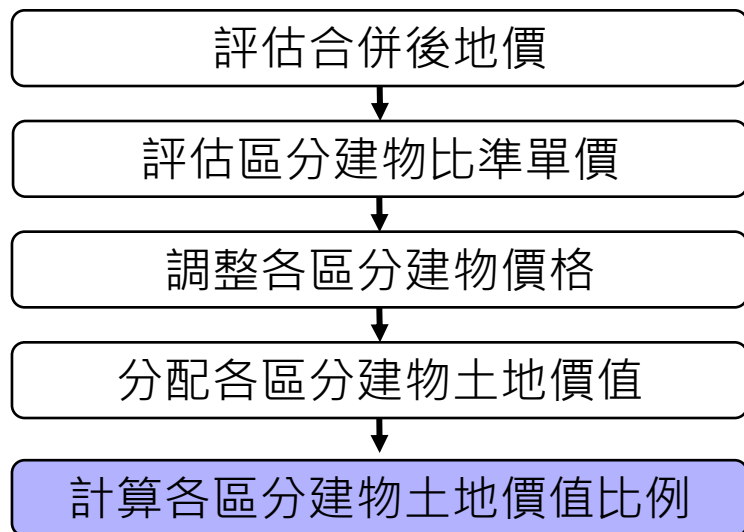 評估合併後地價
評估區分建物比準單價
調整各區分建物價格
分配各區分建物土地價值
計算各區分建物土地價值比例